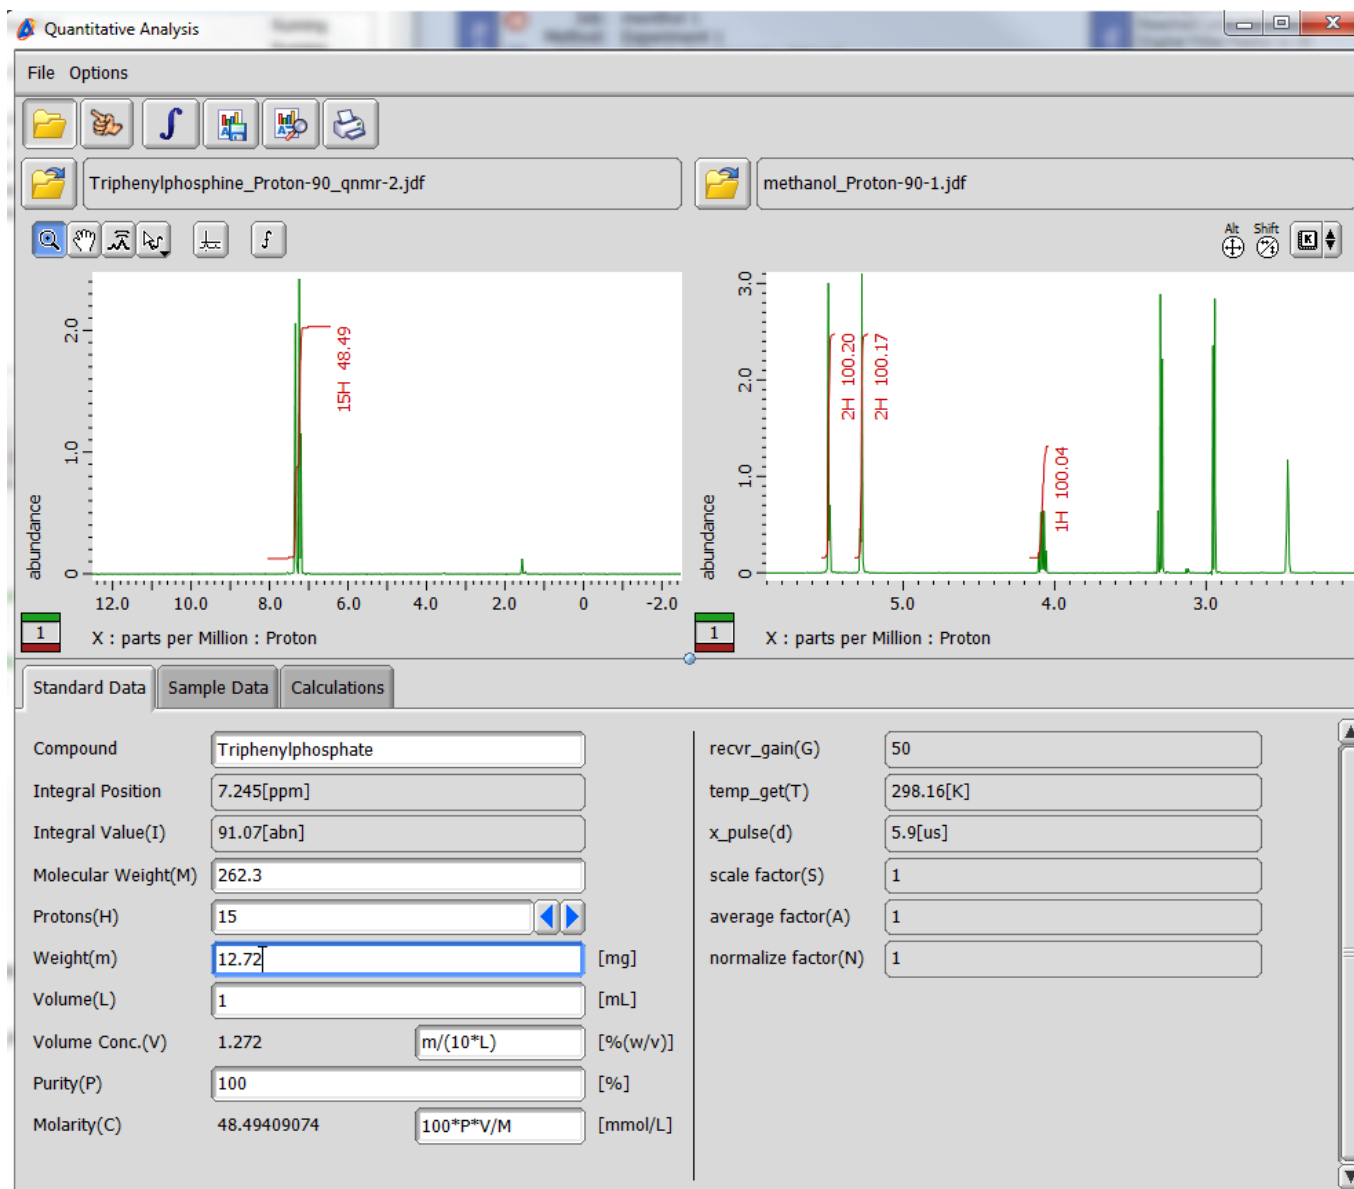 Quantitative Analysis
File Options
Triphenylphosphine_Proton-90_qnmr-2.jdf
methanol_Proton-90-1.jdf
Alt Shift
K
abundance
2.0
1.0
0
15H 48.49
12.0 10.0 8.0 6.0 4.0 2.0 0 -2.0
1
X : parts per Million : Proton
abundance
3.0
2.0
1.0
0
2H 100.20
2H 100.17
1H 100.04
5.0 4.0 3.0
1
X : parts per Million : Proton
Standard Data Sample Data Calculations
Compound Triphenylphosphate
Integral Position 7.245[ppm]
Integral Value(I) 91.07[abn]
Molecular Weight(M) 262.3
Protons(H) 15
Weight(m) 12.72 [mg]
Volume(L) 1 [mL]
Volume Conc.(V) 1.272 m/(10*L) [%(w/v)]
Purity(P) 100 [%]
Molarity(C) 48.49409074 100*P*V/M [mmol/L]
recvr_gain(G) 50
temp_get(T) 298.16[K]
x_pulse(d) 5.9[us]
scale factor(S) 1
average factor(A) 1
normalize factor(N) 1